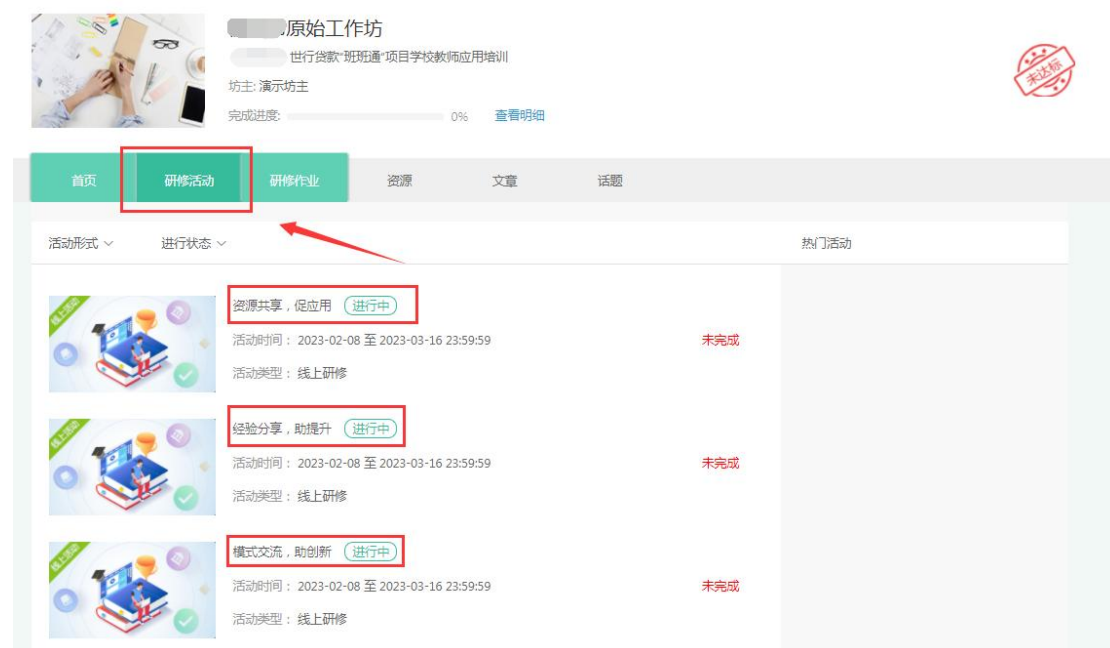 原始工作坊
世行贷款“班班通”项目学校教师应用培训
坊主: 演示坊主
未达标
完成进度: 0% 查看明细
首页 研修活动 研修作业 资源 文章 话题
活动形式 进行状态 热门活动
线上活动
资源共享，促应用 进行中
活动时间： 2023-02-08 至 2023-03-16 23:59:59 未完成
活动类型： 线上研修
线上活动
经验分享，助提升 进行中
活动时间： 2023-02-08 至 2023-03-16 23:59:59 未完成
活动类型： 线上研修
线上活动
模式交流，助创新 进行中
活动时间： 2023-02-08 至 2023-03-16 23:59:59 未完成
活动类型： 线上研修